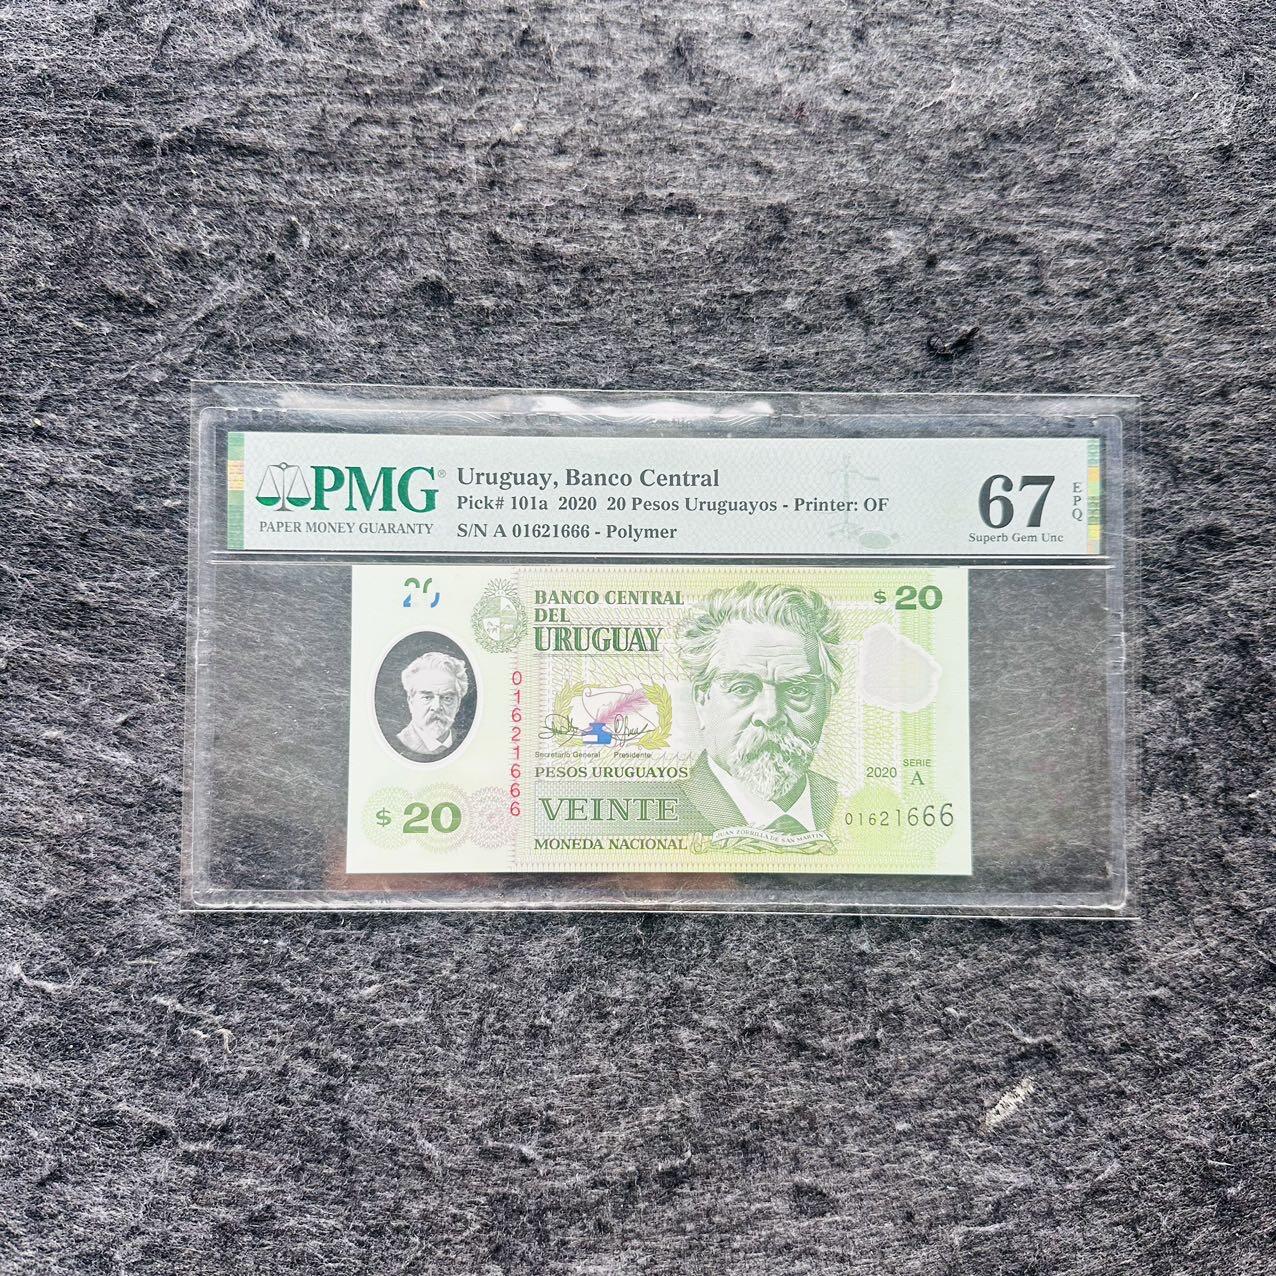 PMG®
PAPER MONEY GUARANTY
Uruguay, Banco Central
Pick# 101a 2020 20 Pesos Uruguayos - Printer: OF
S/N A 01621666 - Polymer
67
EPQ
Superb Gem Unc
BANCO CENTRAL
DEL
URUGUAY
$ 20
01621666
Secretario General Presidente
PESOS URUGUAYOS
VEINTE
MONEDA NACIONAL
$ 20
JUAN ZORRILLA DE SAN MARTIN
2020 SERIE
A
01621666